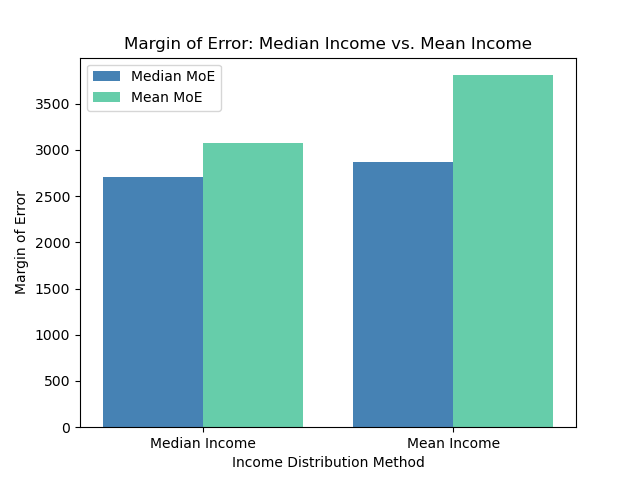 Margin of Error: Median Income vs. Mean Income
Median MoE
Mean MoE
Margin of Error
3500
3000
2500
2000
1500
1000
500
0
Median Income
Mean Income
Income Distribution Method